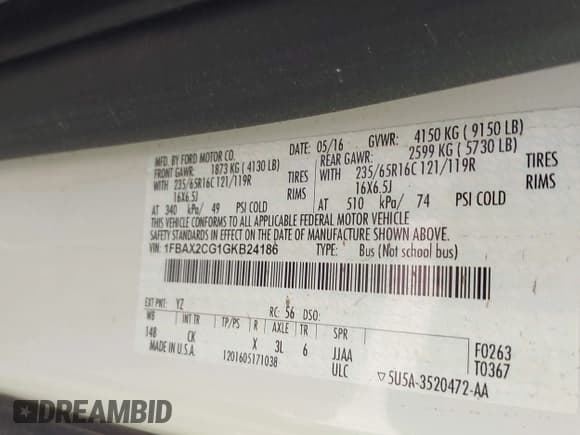 MFD. BY FORD MOTOR CO.
DATE: 05/16 GVWR: 4150 KG ( 9150 LB)
FRONT GAWR: 1873 KG ( 4130 LB)
REAR GAWR: 2599 KG ( 5730 LB)
WITH 235/65R16C 121/119R TIRES
WITH 235/65R16C 121/119R TIRES
16X6.5J RIMS
16X6.5J RIMS
AT 340 kPa/ 49 PSI COLD
AT 510 kPa/ 74 PSI COLD
THIS VEHICLE CONFORMS TO ALL APPLICABLE FEDERAL MOTOR VEHICLE
SAFETY STANDARDS IN EFFECT ON THE DATE OF MANUFACTURE SHOWN ABOVE.
VIN: 1FBAX2CG1GKB24186 TYPE: Bus (Not school bus)
EXT PNT: YZ RC: 56 DSO:
WB INT TR TP/PS R AXLE TR SPR
148 CK X 3L 6 JJAA F0263
ULC T0367
MADE IN U.S.A. 1201605171038
▽5U5A-3520472-AA
DREAMBID